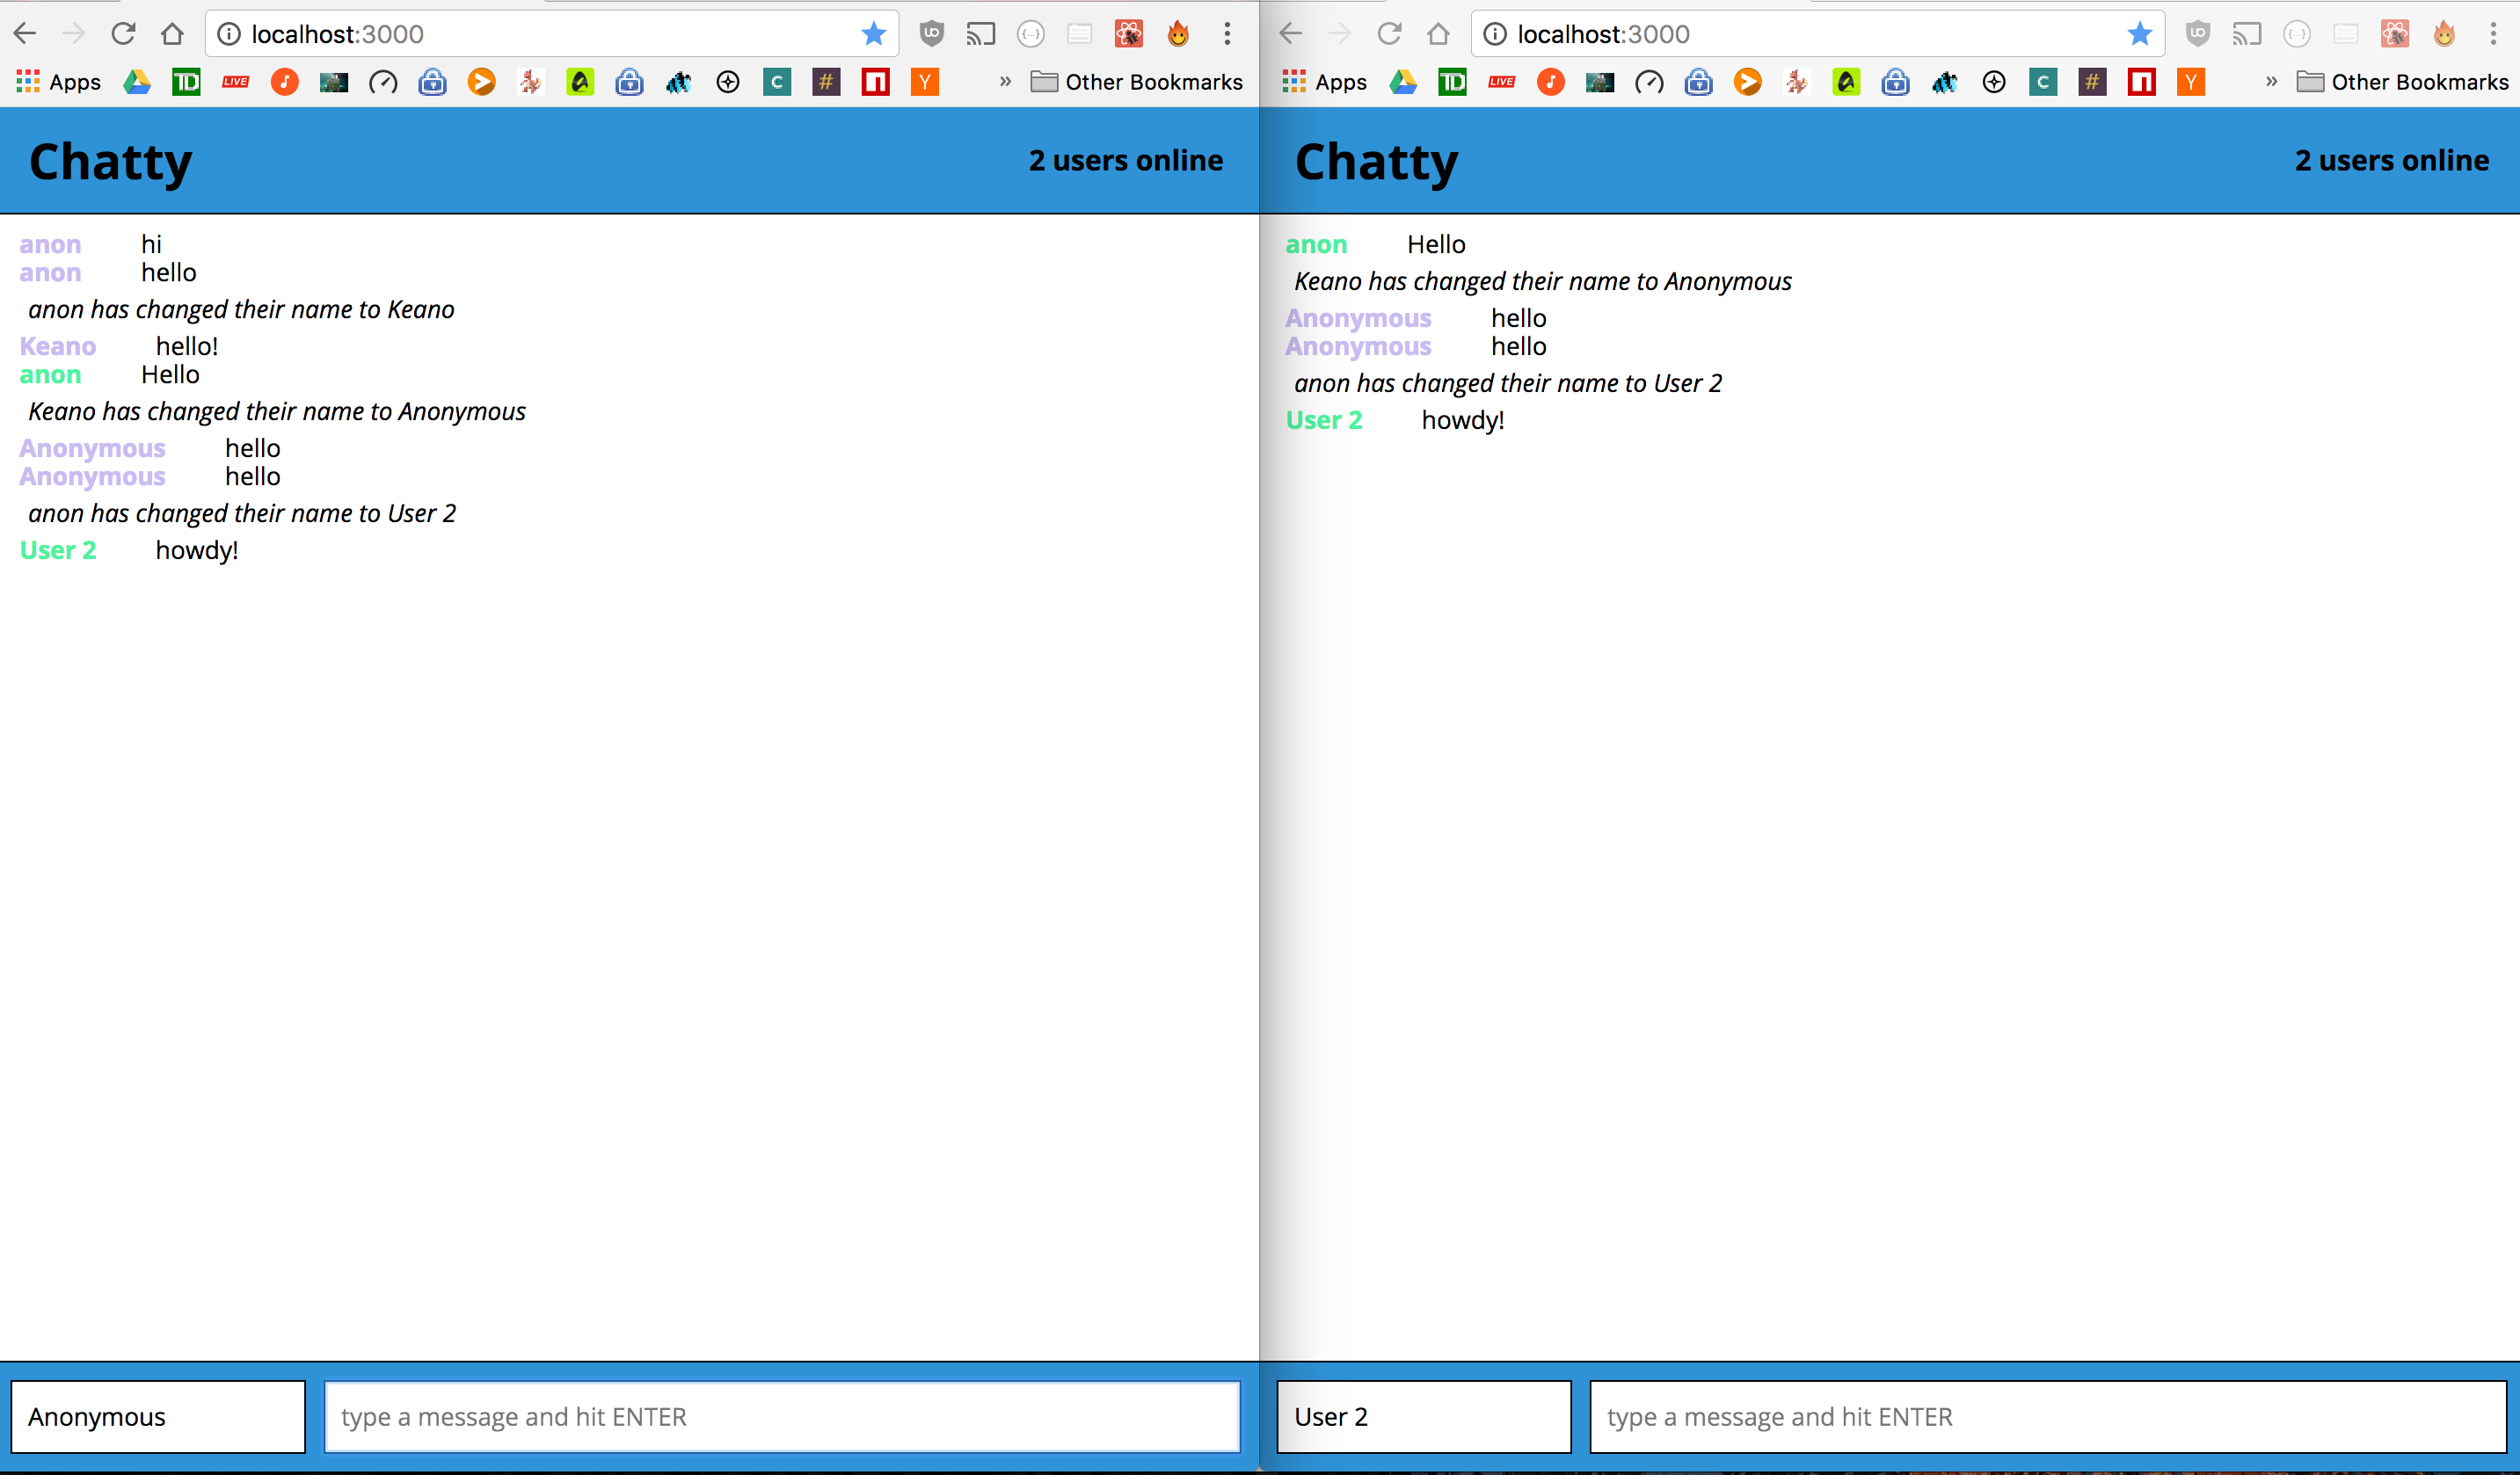 localhost:3000
Apps TD LIVE C # n Y » Other Bookmarks
Chatty 2 users online
anon hi
anon hello
anon has changed their name to Keano
Keano hello!
anon Hello
Keano has changed their name to Anonymous
Anonymous hello
Anonymous hello
anon has changed their name to User 2
User 2 howdy!
Anonymous type a message and hit ENTER
localhost:3000
Apps TD LIVE C # n Y » Other Bookmarks
Chatty 2 users online
anon Hello
Keano has changed their name to Anonymous
Anonymous hello
Anonymous hello
anon has changed their name to User 2
User 2 howdy!
User 2 type a message and hit ENTER